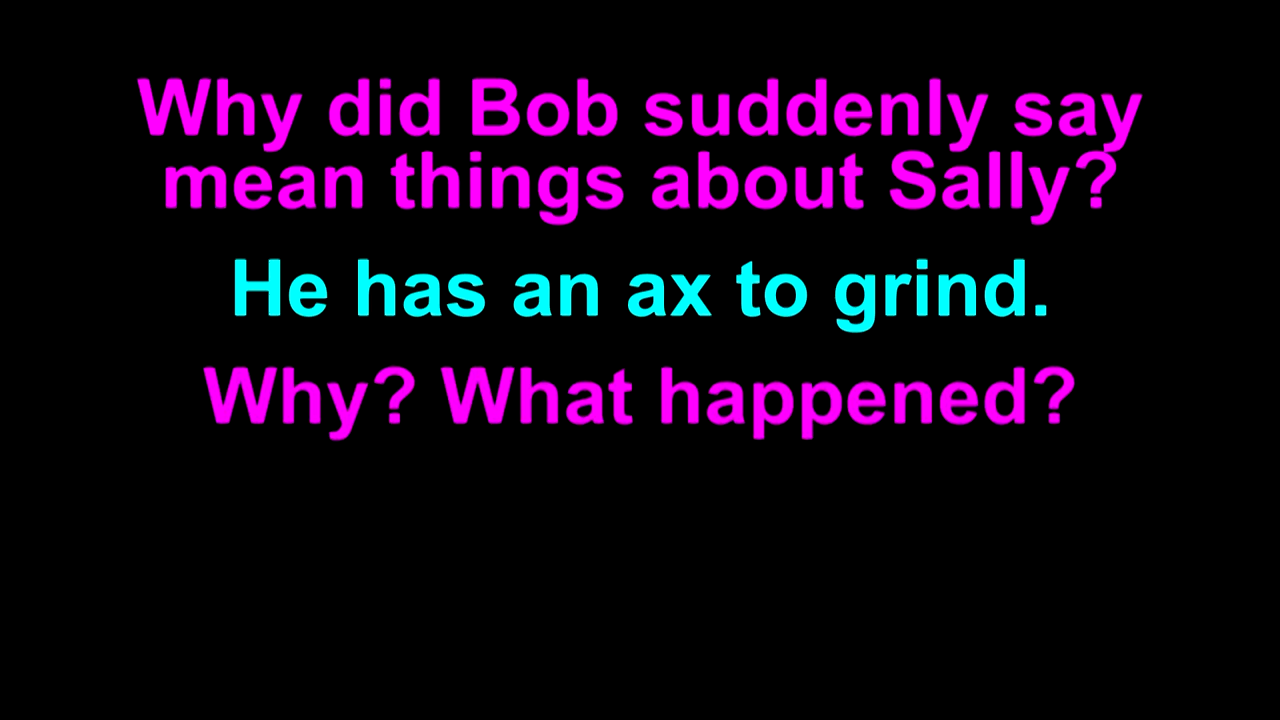 Why did Bob suddenly say
mean things about Sally?
He has an ax to grind.
Why? What happened?